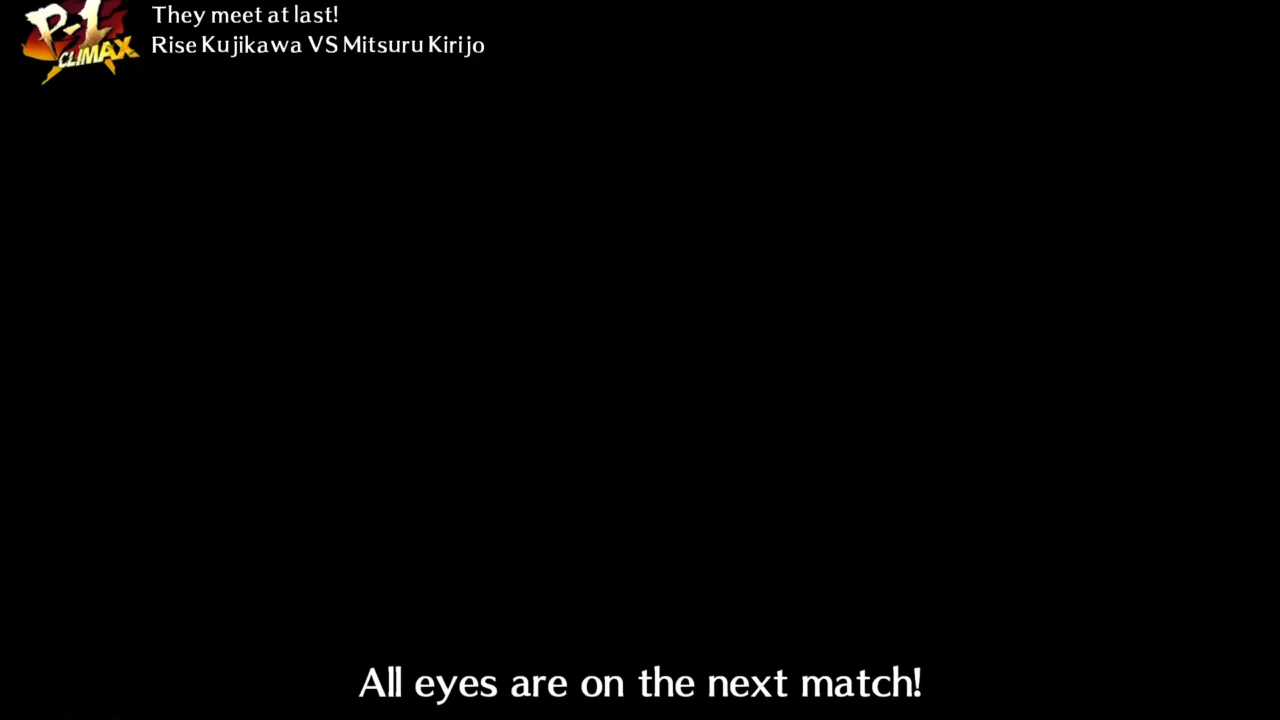 P-1
CLIMAX
They meet at last!
Rise Kujikawa VS Mitsuru Kirijo
All eyes are on the next match!